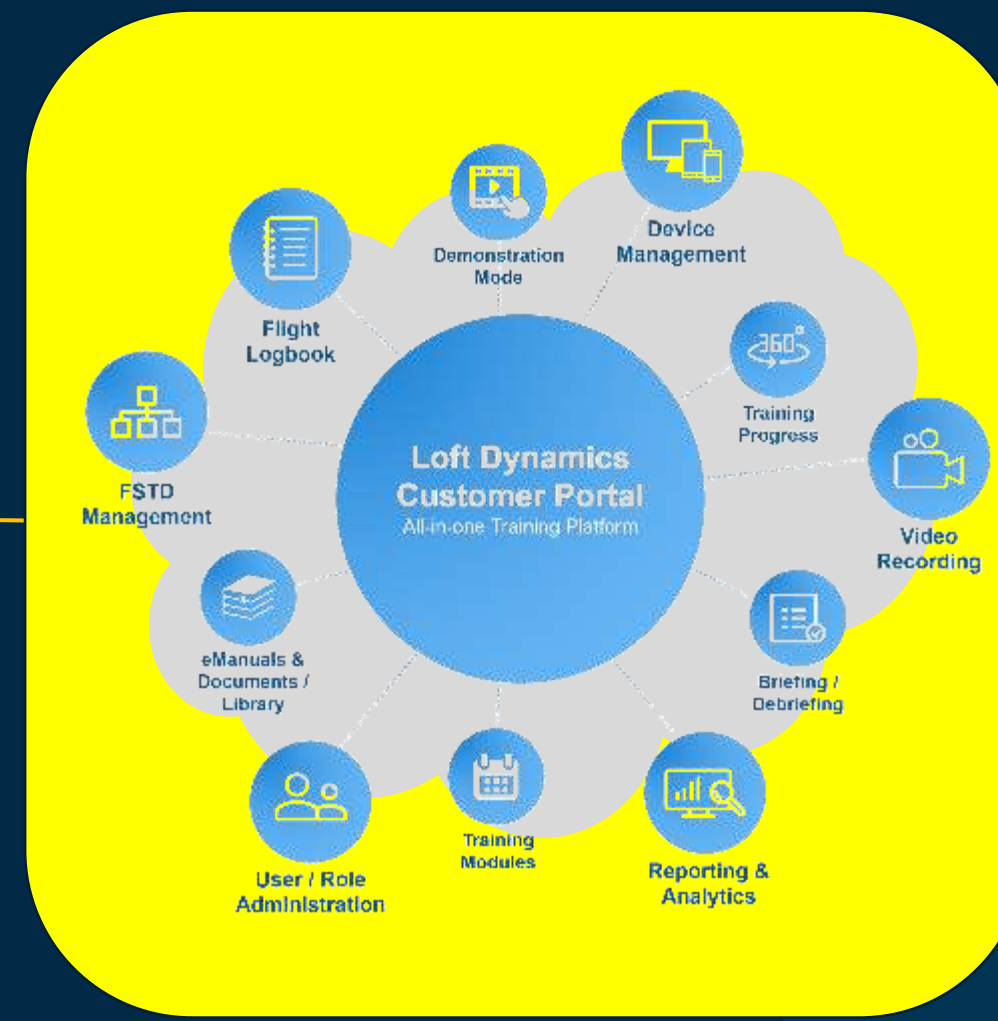 Demonstration
Mode
Device
Management
Flight
Logbook
360°
Training
Progress
Loft Dynamics
Customer Portal
All-in-one Training Platform
FSTD
Management
Video
Recording
eManuals &
Documents /
Library
Briefing /
Debriefing
Training
Modules
User / Role
Administration
Reporting &
Analytics